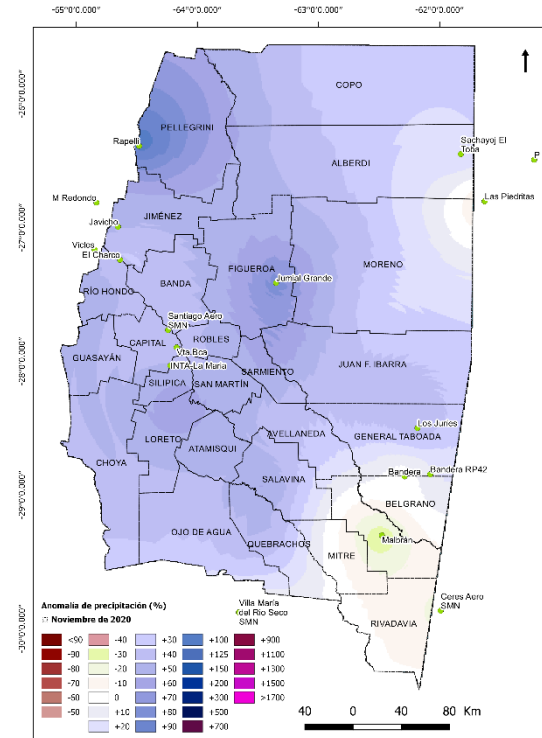 -65°0'0.000"
-64°0'0.000"
-63°0'0.000"
-62°0'0.000"
COPO
PELLEGRINI
Rapelli
Sachayoj El
Toba
ALBERDI
P
M Redondo
Las Piedritas
Javicho
JIMÉNEZ
Viclos
El Charco
FIGUEROA
MORENO
RÍO HONDO
BANDA
Jumial Grande
Santiago Aero
SMN
CAPITAL
ROBLES
Vta.Bca
GUASAYÁN
INTA-La María
SARMIENTO
JUAN F. IBARRA
SILIPICA
SAN MARTÍN
Los Juries
LORETO
AVELLANEDA
GENERAL TABOADA
ATAMISQUI
CHOYA
Bandera
Bandera RP42
SALAVINA
BELGRANO
OJO DE AGUA
Malbrán
QUEBRACHOS
MITRE
Villa María
del Río Seco
SMN
Ceres Aero
SMN
RIVADAVIA
-27°0'0.000"
-28°0'0.000"
-29°0'0.000"
-30°0'0.000"
Anomalía de precipitación (%)
Noviembre de 2020
<90 -40 +30 +100 +900
-90 -30 +40 +125 +1100
-80 -20 +50 +150 +1300
-70 -10 +60 +200 +1500
-60 0 +70 +300 >1700
-50 +10 +80 +500
+20 +90 +700
40 0 40 80 Km